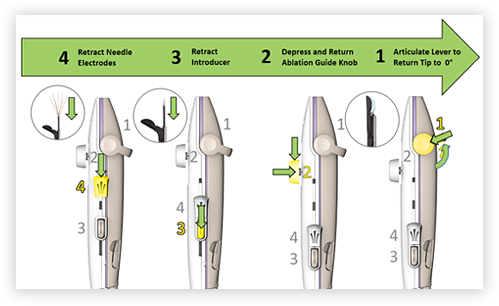 4 Retract Needle
Electrodes
3 Retract
Introducer
2 Depress and Return
Ablation Guide Knob
1 Articulate Lever to
Return Tip to 0°
1
2
4
3
1
2
4
3
1
2
4
3
1
2
4
3